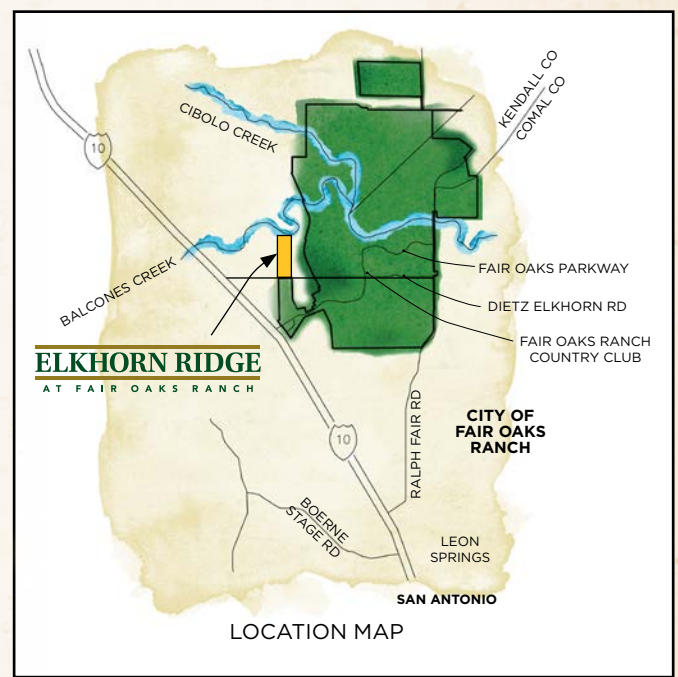 KENDALL CO
COMAL CO
CIBOLO CREEK
10
BALCONES CREEK
FAIR OAKS PARKWAY
DIETZ ELKHORN RD
FAIR OAKS RANCH
COUNTRY CLUB
ELKHORN RIDGE
AT FAIR OAKS RANCH
RALPH FAIR RD
CITY OF
FAIR OAKS
RANCH
10
BOERNE
STAGE RD
LEON
SPRINGS
SAN ANTONIO
LOCATION MAP